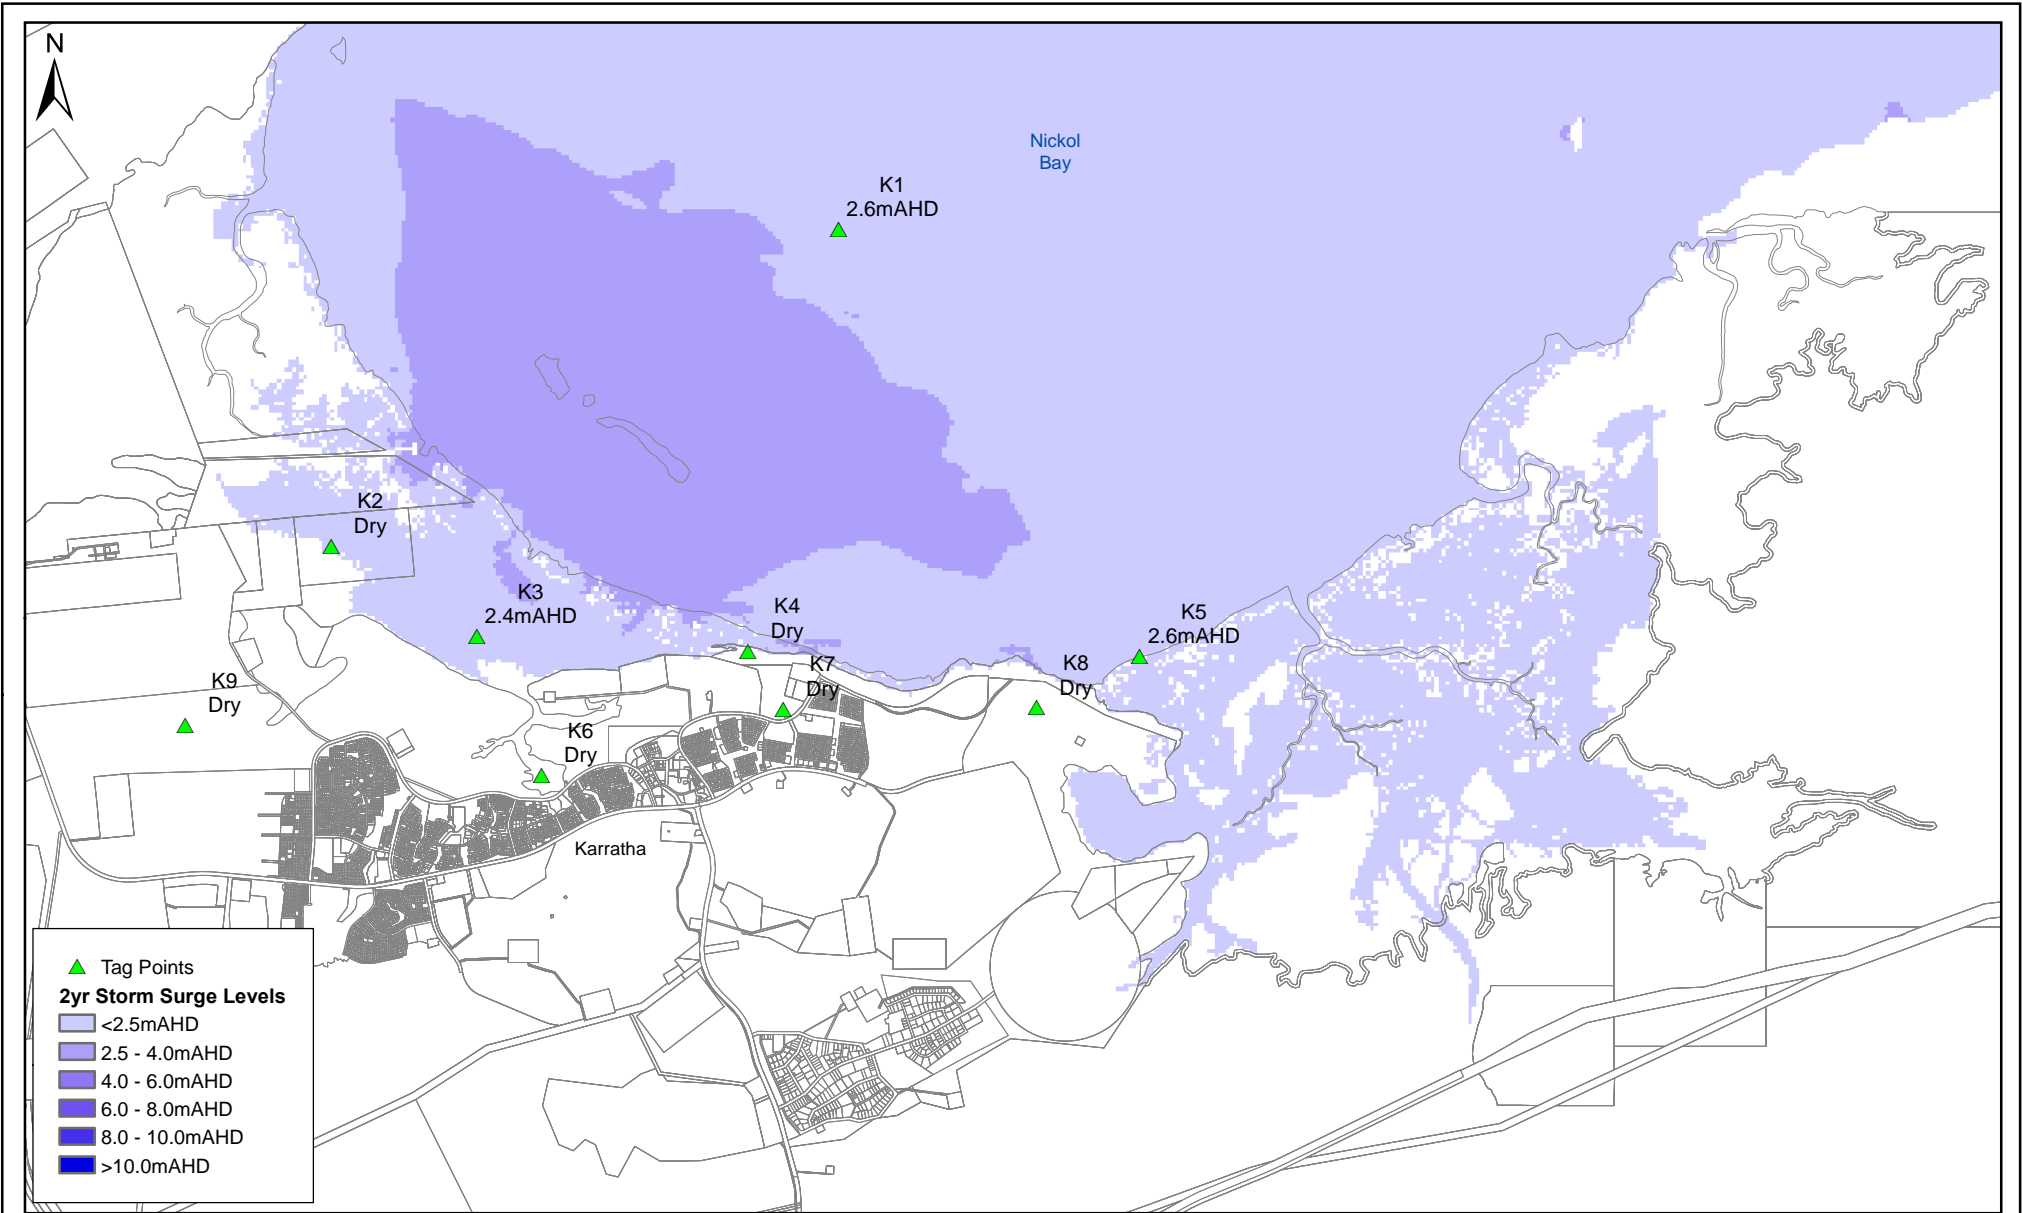 N
Nickol
Bay
K1
2.6mAHD
K2
Dry
K3
2.4mAHD
K4
Dry
K5
2.6mAHD
K7
Dry
K8
Dry
K9
Dry
K6
Dry
Karratha
Tag Points
2yr Storm Surge Levels
<2.5mAHD
2.5 - 4.0mAHD
4.0 - 6.0mAHD
6.0 - 8.0mAHD
8.0 - 10.0mAHD
>10.0mAHD